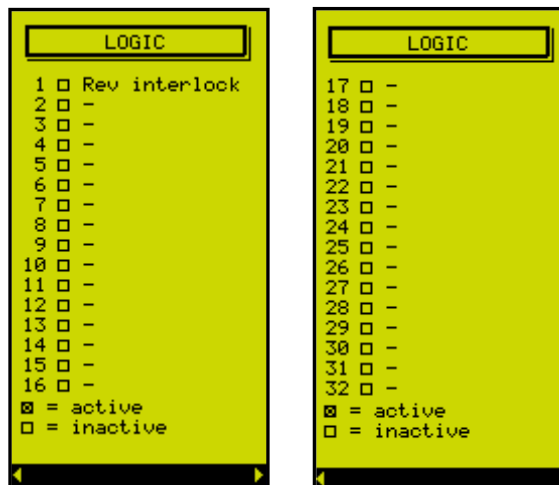 LOGIC
1 □ Rev interlock
2 □ -
3 □ -
4 □ -
5 □ -
6 □ -
7 □ -
8 □ -
9 □ -
10 □ -
11 □ -
12 □ -
13 □ -
14 □ -
15 □ -
16 □ -
⊠ = active
□ = inactive
LOGIC
17 □ -
18 □ -
19 □ -
20 □ -
21 □ -
22 □ -
23 □ -
24 □ -
25 □ -
26 □ -
27 □ -
28 □ -
29 □ -
30 □ -
31 □ -
32 □ -
⊠ = active
□ = inactive